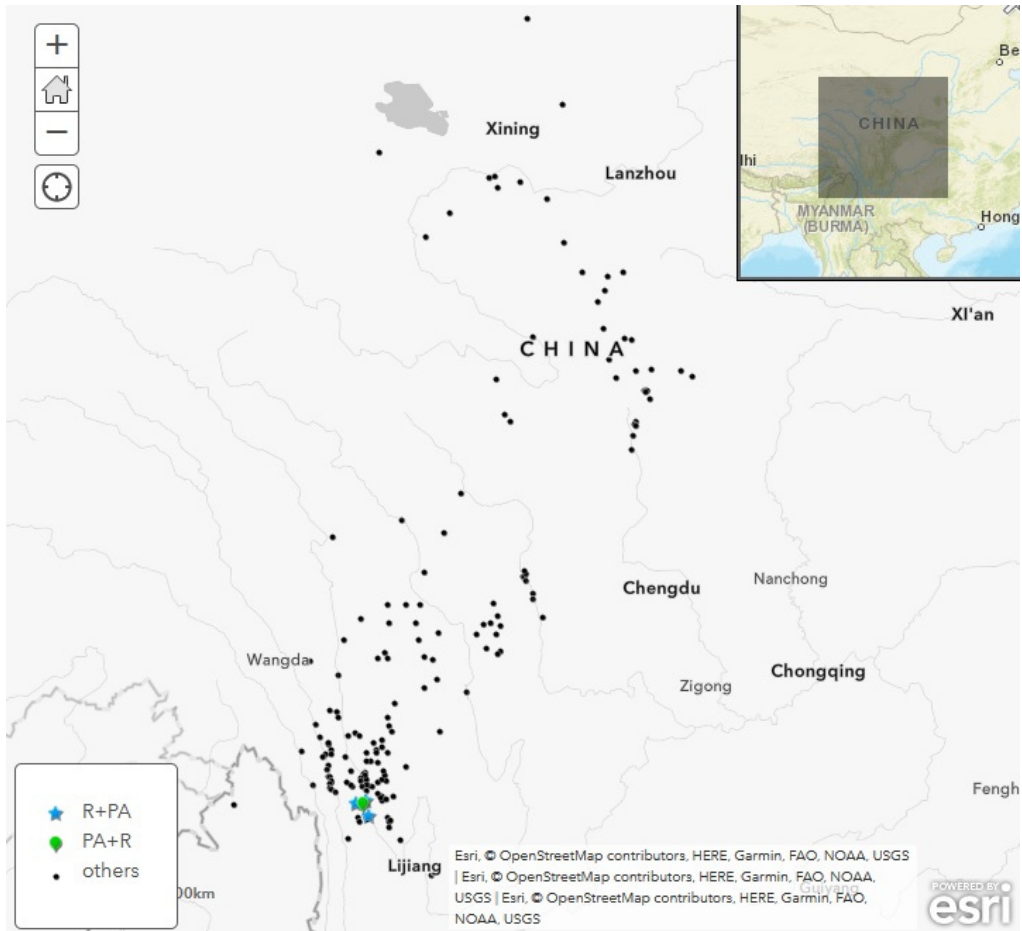 +
Xining
Lanzhou
Be
CHINA
MYANMAR
(BURMA)
Hong
lhi
XI'an
CHINA
Chengdu
Nanchong
Wangda
Chongqing
Zigong
R+PA
PA+R
others
00km
Lijiang
Fengh
Guiyang
Esri, © OpenStreetMap contributors, HERE, Garmin, FAO, NOAA, USGS
| Esri, © OpenStreetMap contributors, HERE, Garmin, FAO, NOAA,
USGS | Esri, © OpenStreetMap contributors, HERE, Garmin, FAO,
NOAA, USGS
POWERED BY
esri